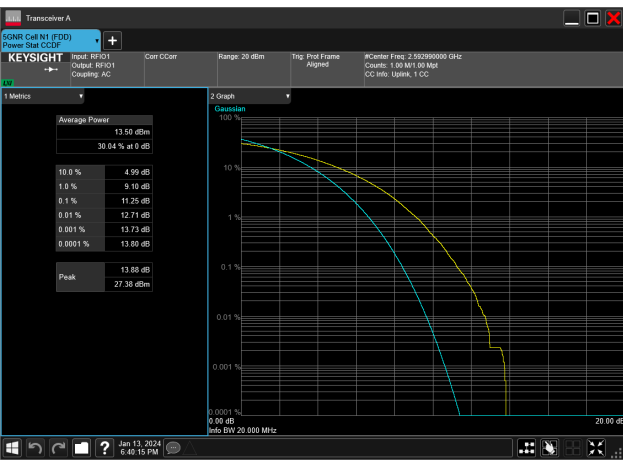 Transceiver A
5GNR Cell N1 (FDD)
Power Stat CCDF
KEYSIGHT
Input: RFIO1
Output: RFIO1
Coupling: AC
Corr CCorr
Range: 20 dBm
Trig: Prot Frame
Aligned
#Center Freq: 2.592990000 GHz
Counts: 1.00 M/1.00 Mpt
CC Info: Uplink, 1 CC
1 Metrics
Average Power
13.50 dBm
30.04 % at 0 dB
10.0 % 4.99 dB
1.0 % 9.10 dB
0.1 % 11.25 dB
0.01 % 12.71 dB
0.001 % 13.73 dB
0.0001 % 13.80 dB
Peak
13.88 dB
27.38 dBm
2 Graph
Gaussian
100 %
10 %
1 %
0.1 %
0.01 %
0.001 %
0.0001 %
0.00 dB
20.00 dB
Info BW 20.000 MHz
Jan 13, 2024
6:40:15 PM